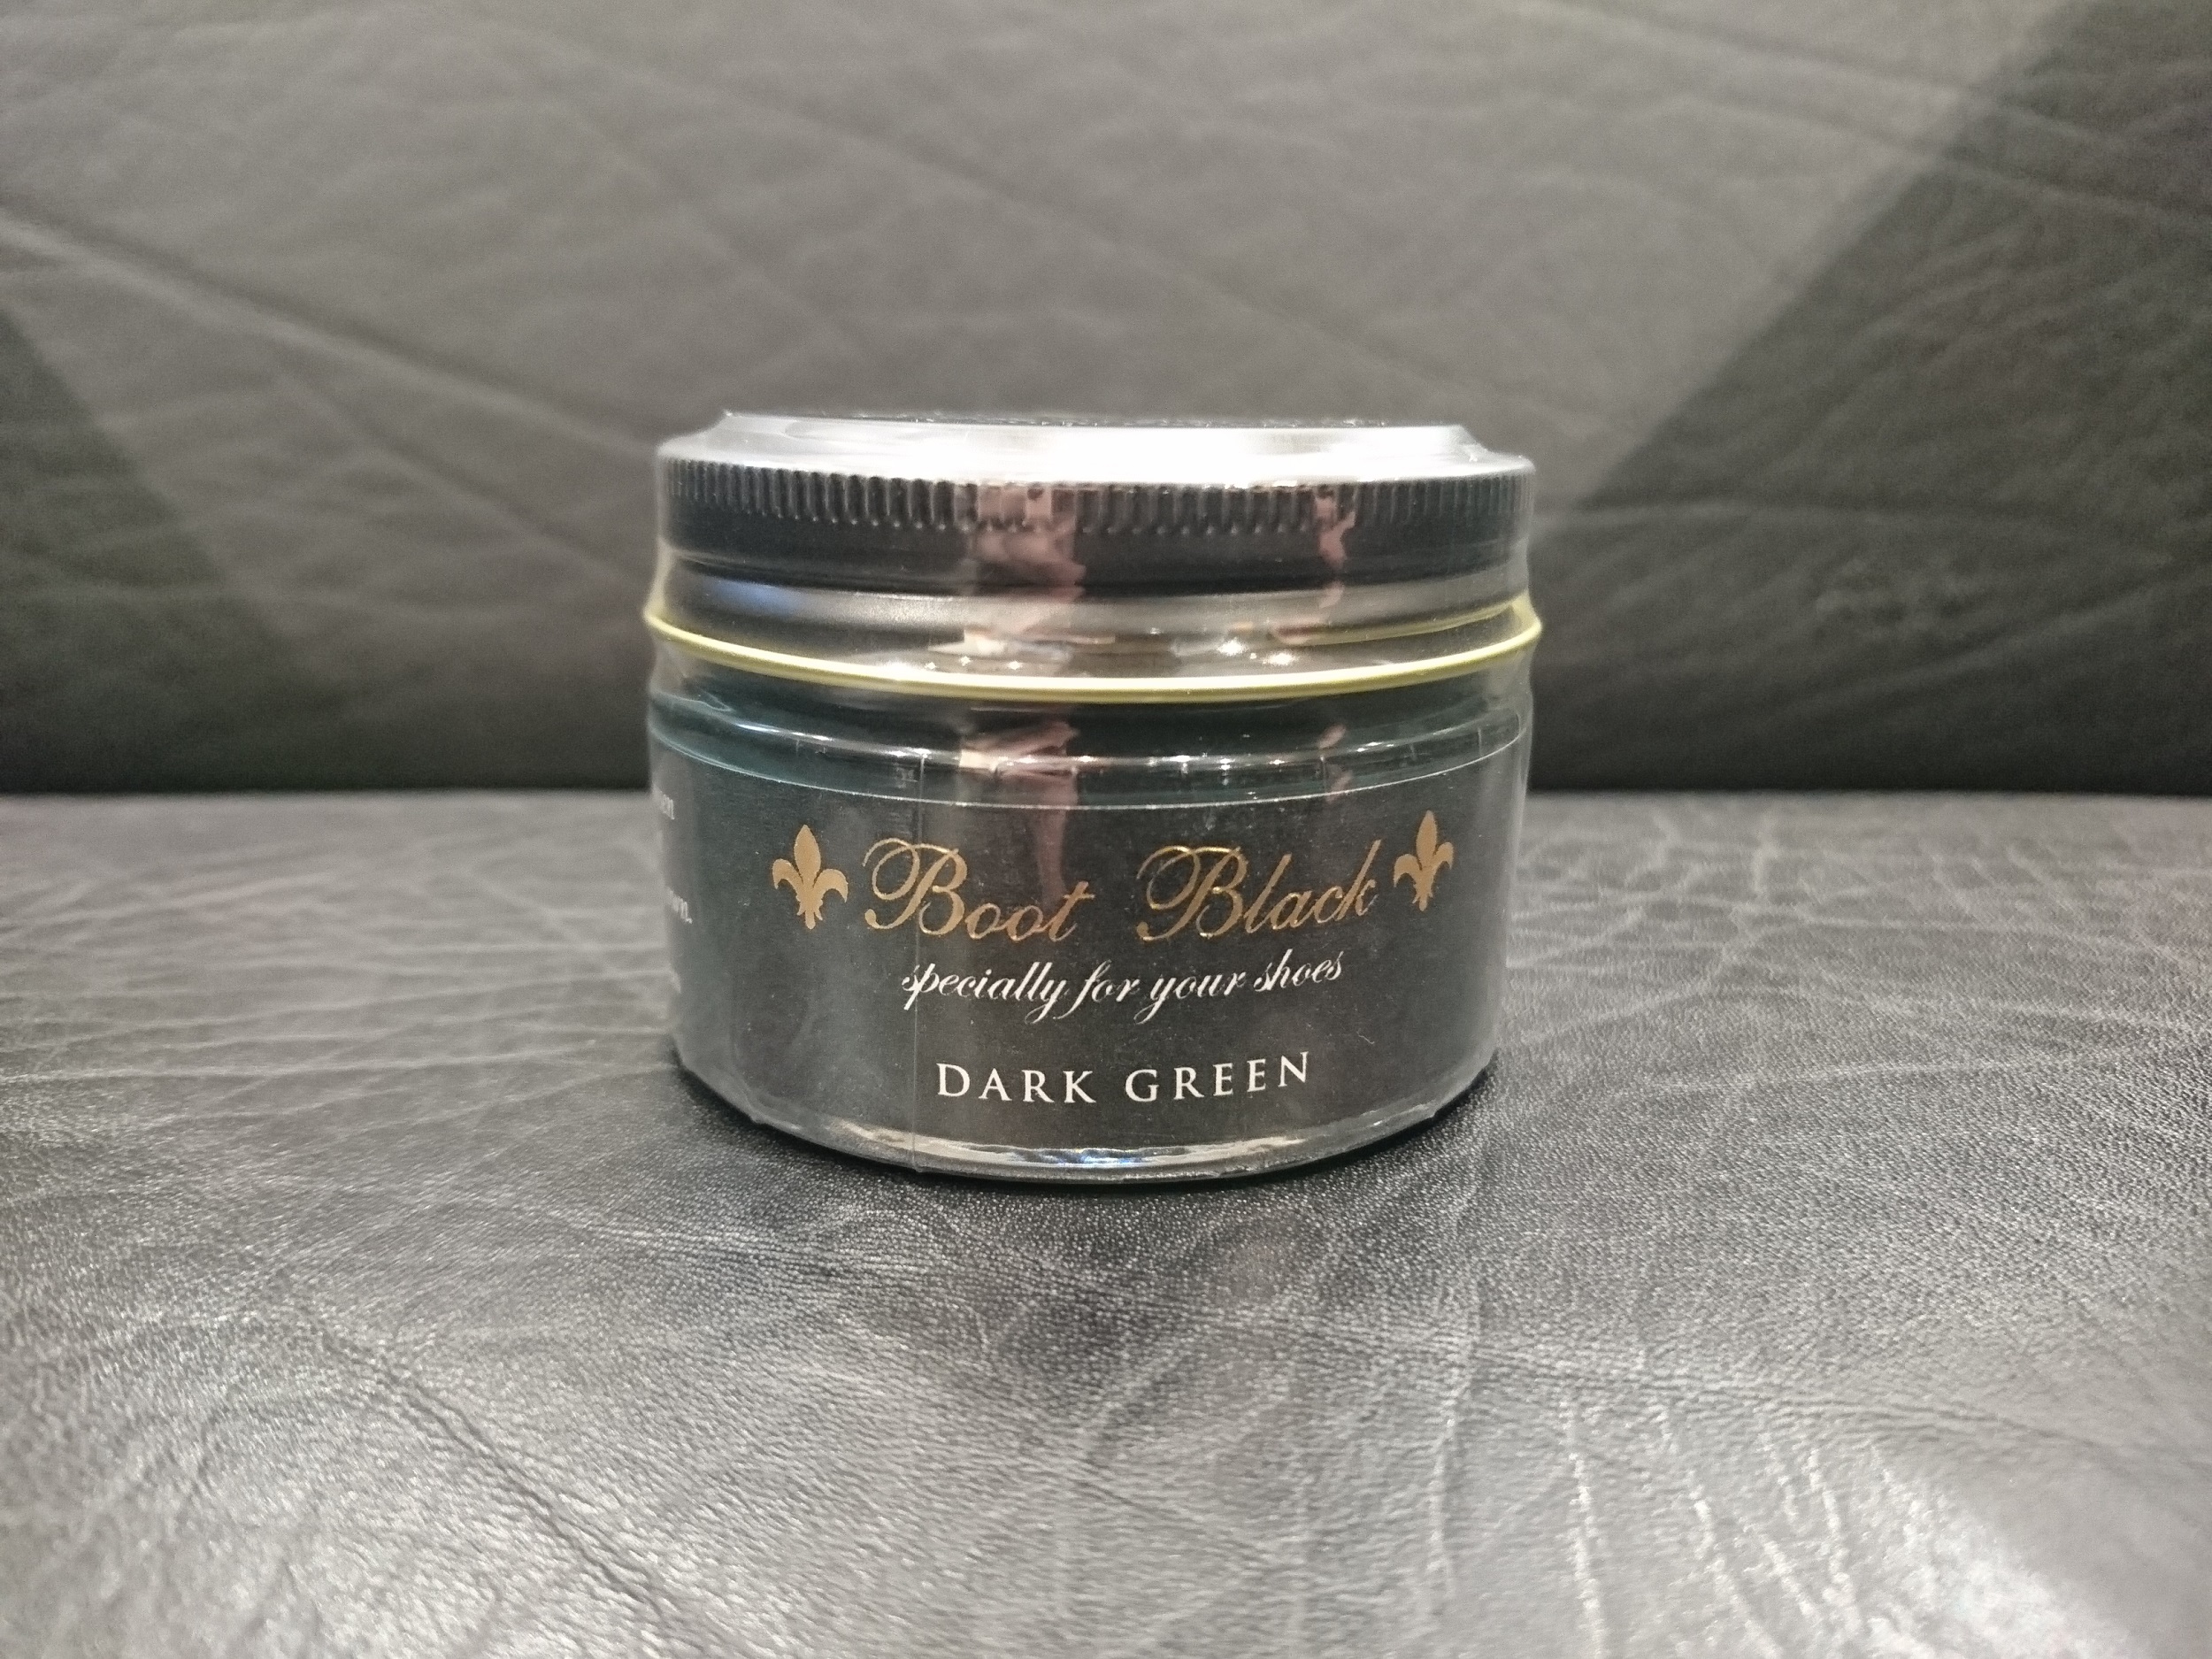 Boot Black
specially for your shoes
DARK GREEN